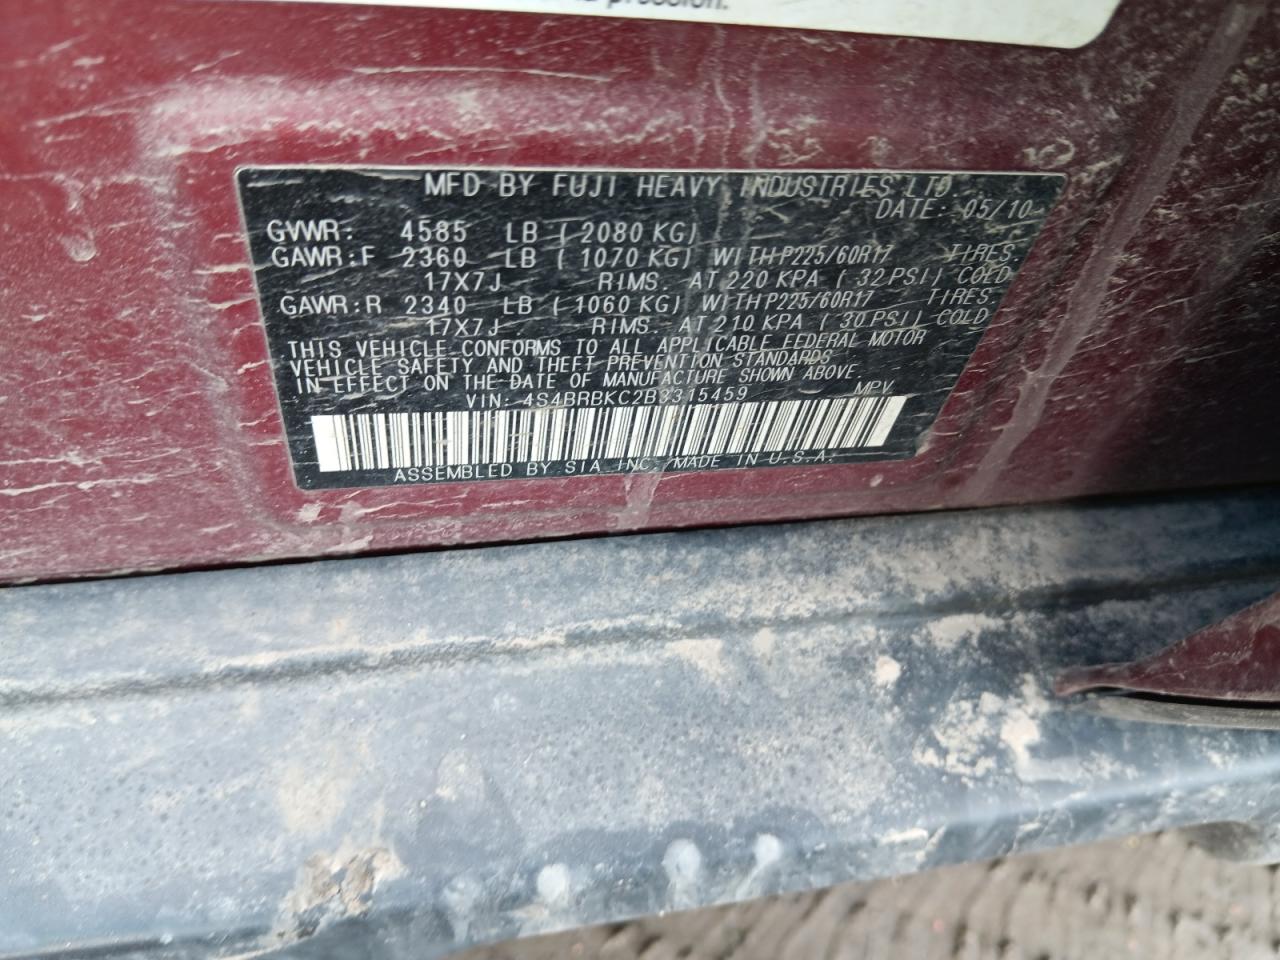 pression.
MFD BY FUJI HEAVY INDUSTRIES LTD.
DATE: 05/10
GVWR: 4585 LB ( 2080 KG)
GAWR:F 2360 LB ( 1070 KG) WITH P225/60R17 TIRES.
17X7J RIMS. AT 220 KPA ( 32 PSI) COLD
GAWR:R 2340 LB ( 1060 KG) WITH P225/60R17 TIRES.
17X7J RIMS. AT 210 KPA ( 30 PSI) COLD
THIS VEHICLE CONFORMS TO ALL APPLICABLE FEDERAL MOTOR
VEHICLE SAFETY AND THEFT PREVENTION STANDARDS
IN EFFECT ON THE DATE OF MANUFACTURE SHOWN ABOVE.
VIN: 4S4BRBKC2B3315459 MPV
ASSEMBLED BY SIA INC. MADE IN U.S.A.